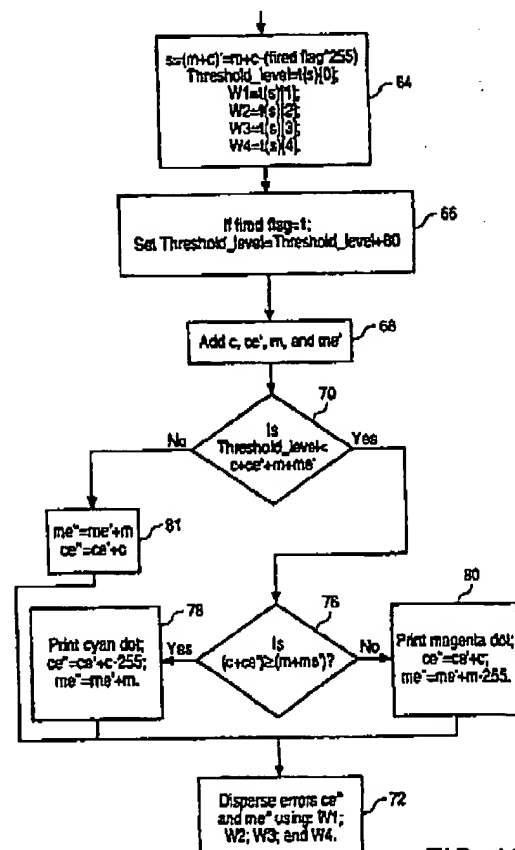 s=(m+c)'=m+c-(fired flag*255)
Threshold_level=t(s)[0];
W1=t(s)[1];
W2=t(s)[2];
W3=t(s)[3];
W4=t(s)[4].
64
If fired flag=1;
Set Threshold_level=Threshold_level+80
66
Add c, ce', m, and me'
68
70
Is
Threshold_level<
c+ce'+m+me'
No
Yes
me"=me'+m
ce"=ce'+c
81
78
Print cyan dot;
ce"=ce'+c-255;
me"=me'+m.
Yes
76
Is
(c+ce')≥(m+me')?
No
80
Print magenta dot;
ce"=ce'+c;
me"=me'+m-255.
Disperse errors ce"
and me" using: W1;
W2; W3; and W4.
72